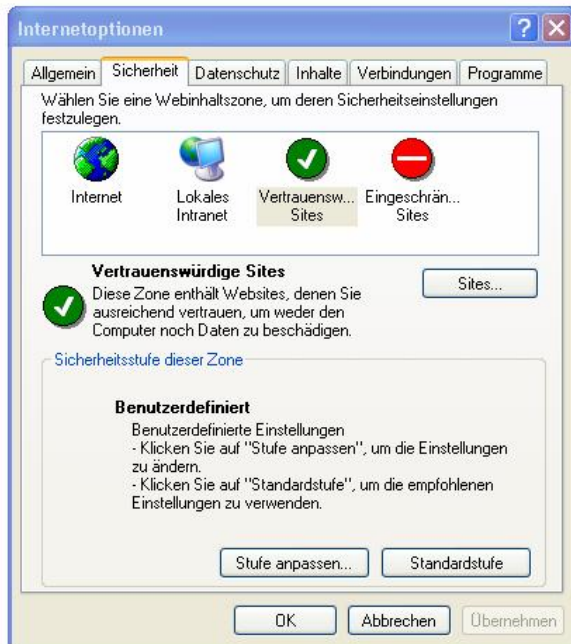 Internetoptionen
Allgemein Sicherheit Datenschutz Inhalte Verbindungen Programme
Wählen Sie eine Webinhaltszone, um deren Sicherheitseinstellungen
festzulegen.
Internet
Lokales
Intranet
Vertrauensw...
Sites
Eingeschrän...
Sites
Vertrauenswürdige Sites
Diese Zone enthält Websites, denen Sie
ausreichend vertrauen, um weder den
Computer noch Daten zu beschädigen.
Sites...
Sicherheitsstufe dieser Zone
Benutzerdefiniert
Benutzerdefinierte Einstellungen
- Klicken Sie auf "Stufe anpassen", um die Einstellungen
zu ändern.
- Klicken Sie auf "Standardstufe", um die empfohlenen
Einstellungen zu verwenden.
Stufe anpassen... Standardstufe
OK Abbrechen Übernehmen